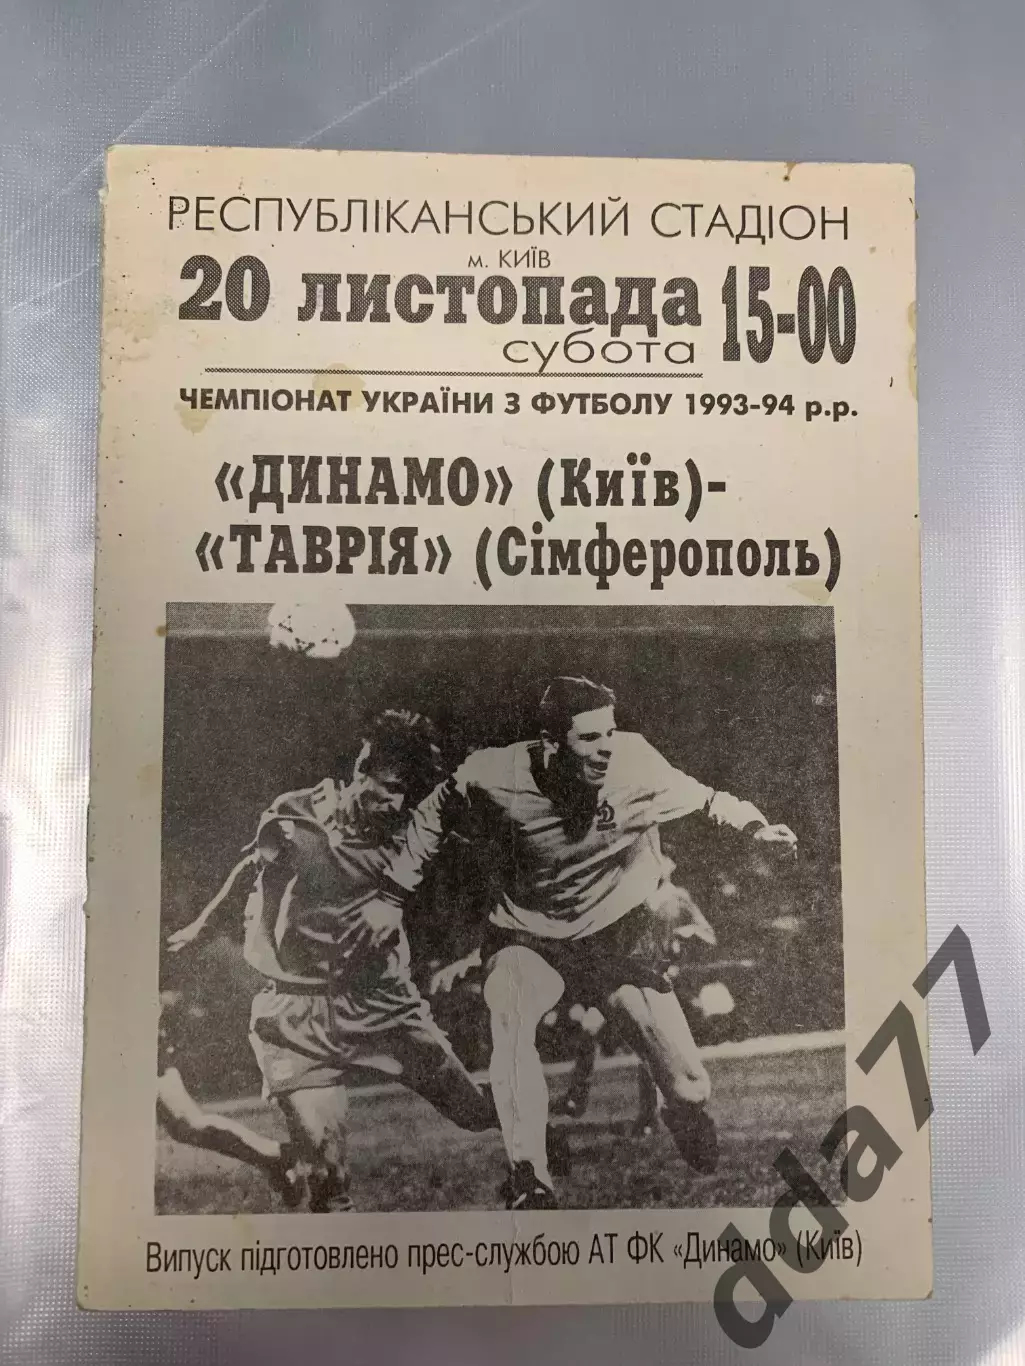 РЕСПУБЛІКАНСЬКИЙ СТАДІОН
м. КИЇВ
20 листопада 15-00
субота
ЧЕМПІОНАТ УКРАЇНИ З ФУТБОЛУ 1993-94 р.р.
«ДИНАМО» (Київ)-
«ТАВРІЯ» (Сімферополь)
Д
Випуск підготовлено прес-службою АТ ФК «Динамо» (Київ)
dda77